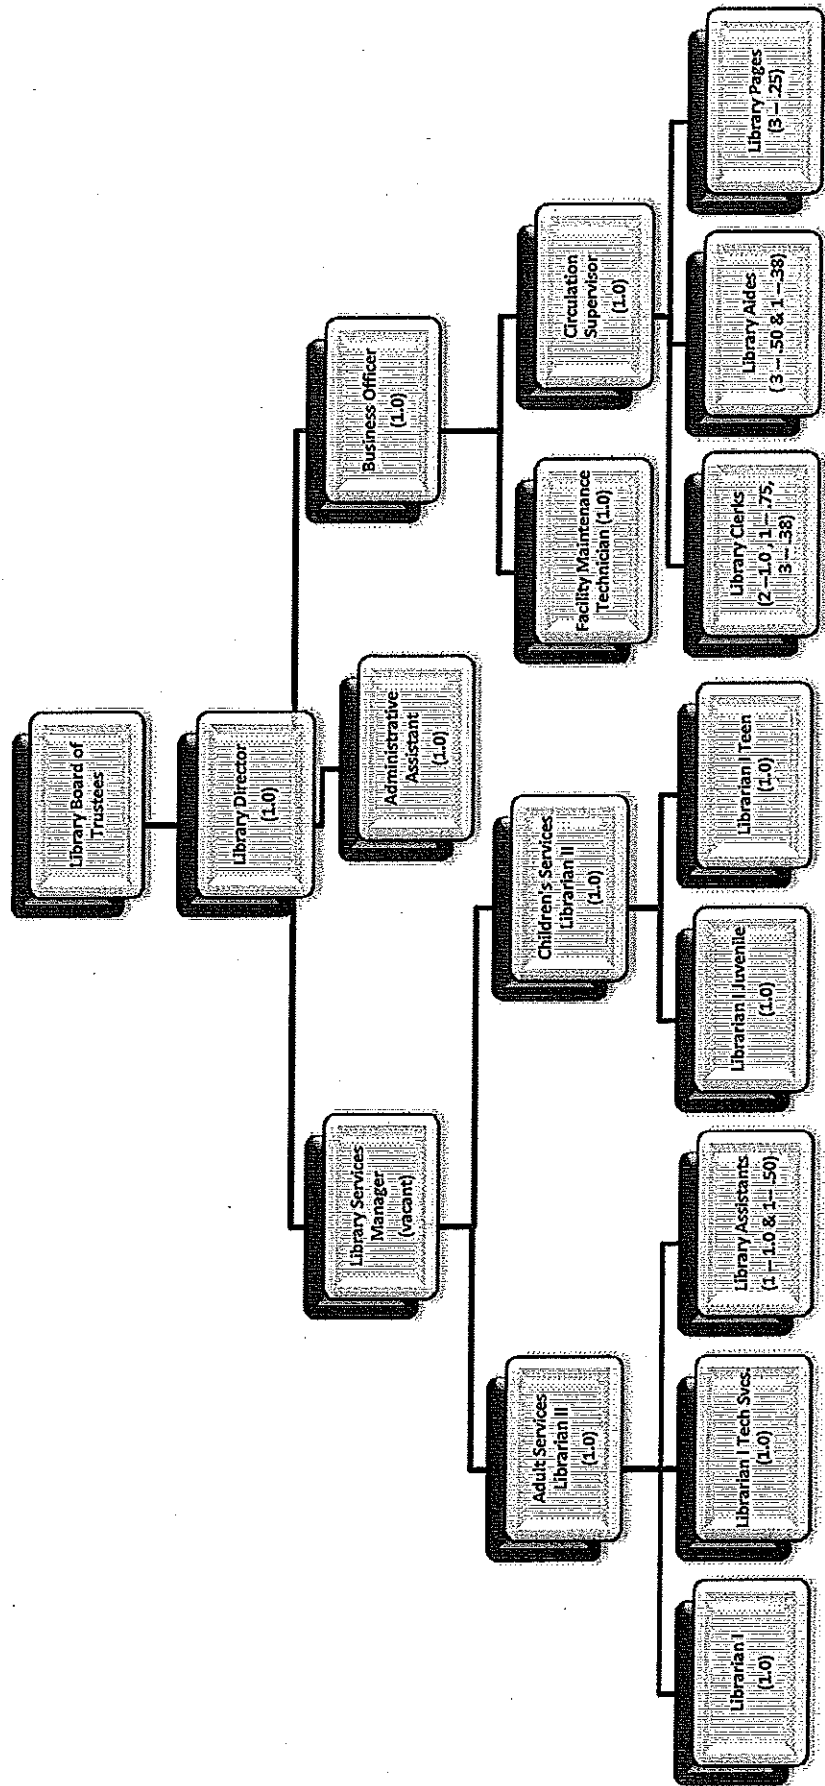 Library Board of
Trustees
Library Director
(1.0)
Library Services
Manager
(vacant)
Administrative
Assistant
(1.0)
Business Officer
(1.0)
Adult Services
Librarian II
(1.0)
Children's Services
Librarian II
(1.0)
Facility Maintenance
Technician (1.0)
Circulation
Supervisor
(1.0)
Librarian I
(1.0)
Librarian I Tech Svcs.
(1.0)
Library Assistants
(1 – 1.0 & 1 – .50)
Librarian I Juvenile
(1.0)
Librarian I Teen
(1.0)
Library Clerks
(2 – 1.0, 1 – .75,
3 – .38)
Library Aides
(3 – .50 & 1 – .38)
Library Pages
(3 – .25)